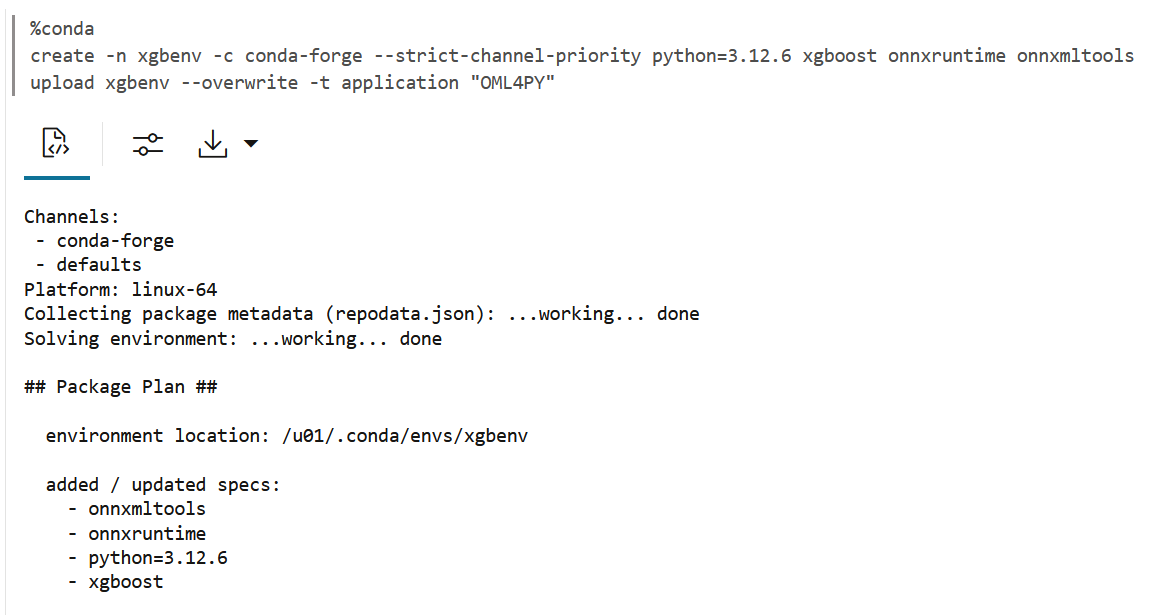 %conda
create -n xgbenv -c conda-forge --strict-channel-priority python=3.12.6 xgboost onnxruntime onnxmltools
upload xgbenv --overwrite -t application "OML4PY"
Channels:
 - conda-forge
 - defaults
Platform: linux-64
Collecting package metadata (repodata.json): ...working... done
Solving environment: ...working... done
## Package Plan ##
  environment location: /u01/.conda/envs/xgbenv
  added / updated specs:
    - onnxmltools
    - onnxruntime
    - python=3.12.6
    - xgboost